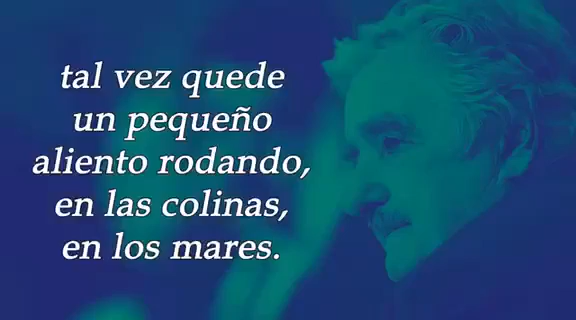 tal vez quede
un pequeño
aliento rodando,
en las colinas,
en los mares.